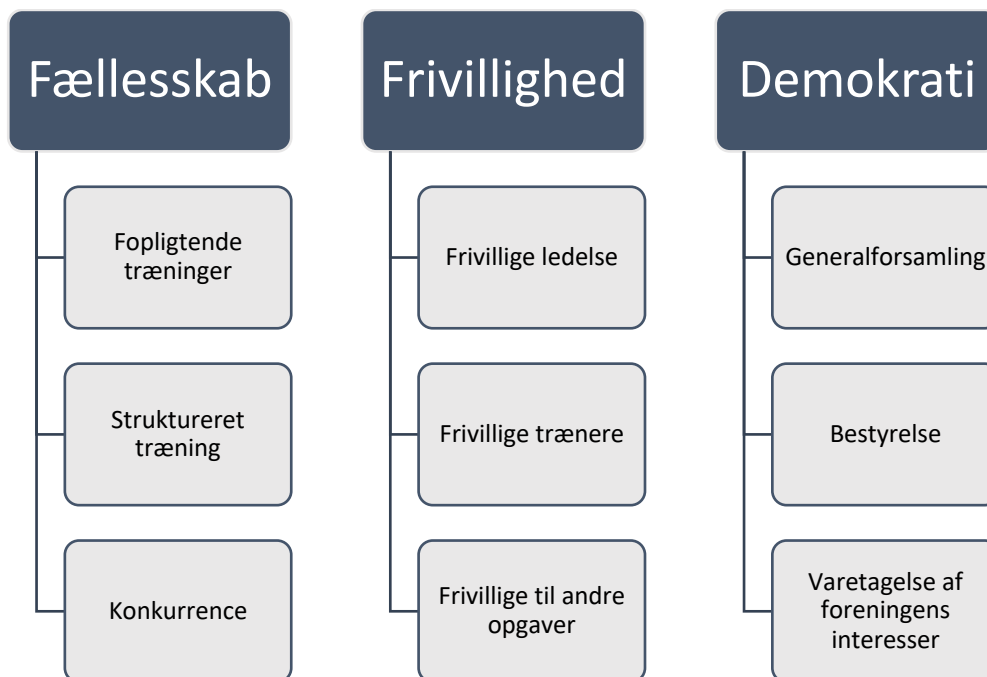 Fællesskab
Fopligtende
træninger
Struktureret
træning
Konkurrence
Frivillighed
Frivillige ledelse
Frivillige trænere
Frivillige til andre
opgaver
Demokrati
Generalforsamling
Bestyrelse
Varetagelse af
foreningens
interesser